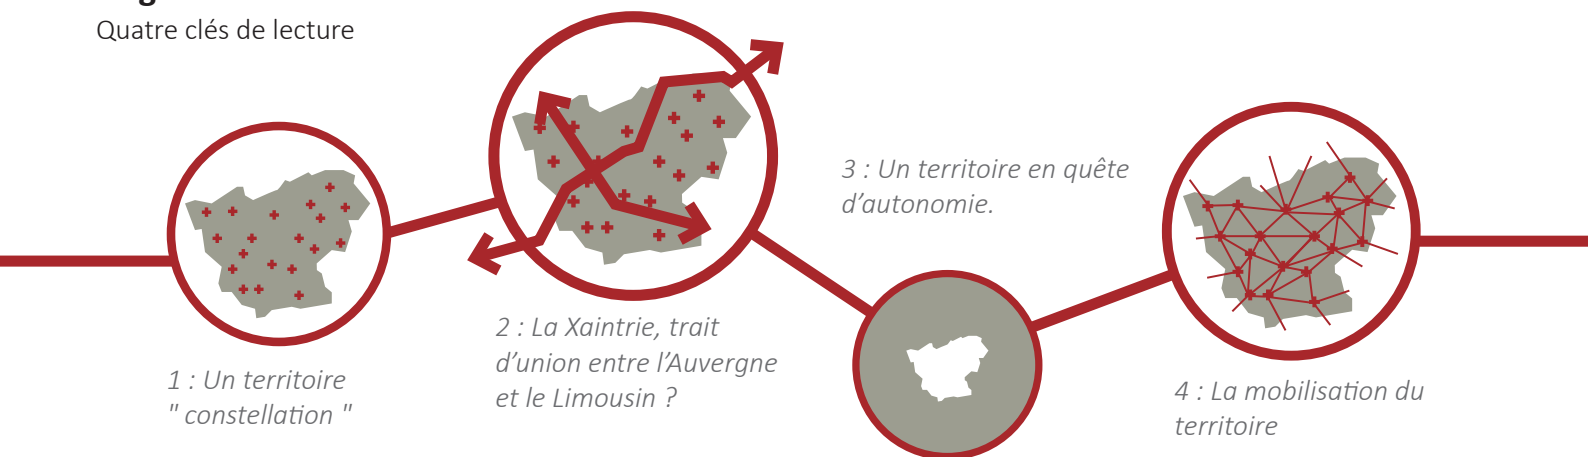 Quatre clés de lecture
1 : Un territoire
" constellation "
2 : La Xaintrie, trait
d’union entre l’Auvergne
et le Limousin ?
3 : Un territoire en quête
d’autonomie.
4 : La mobilisation du
territoire